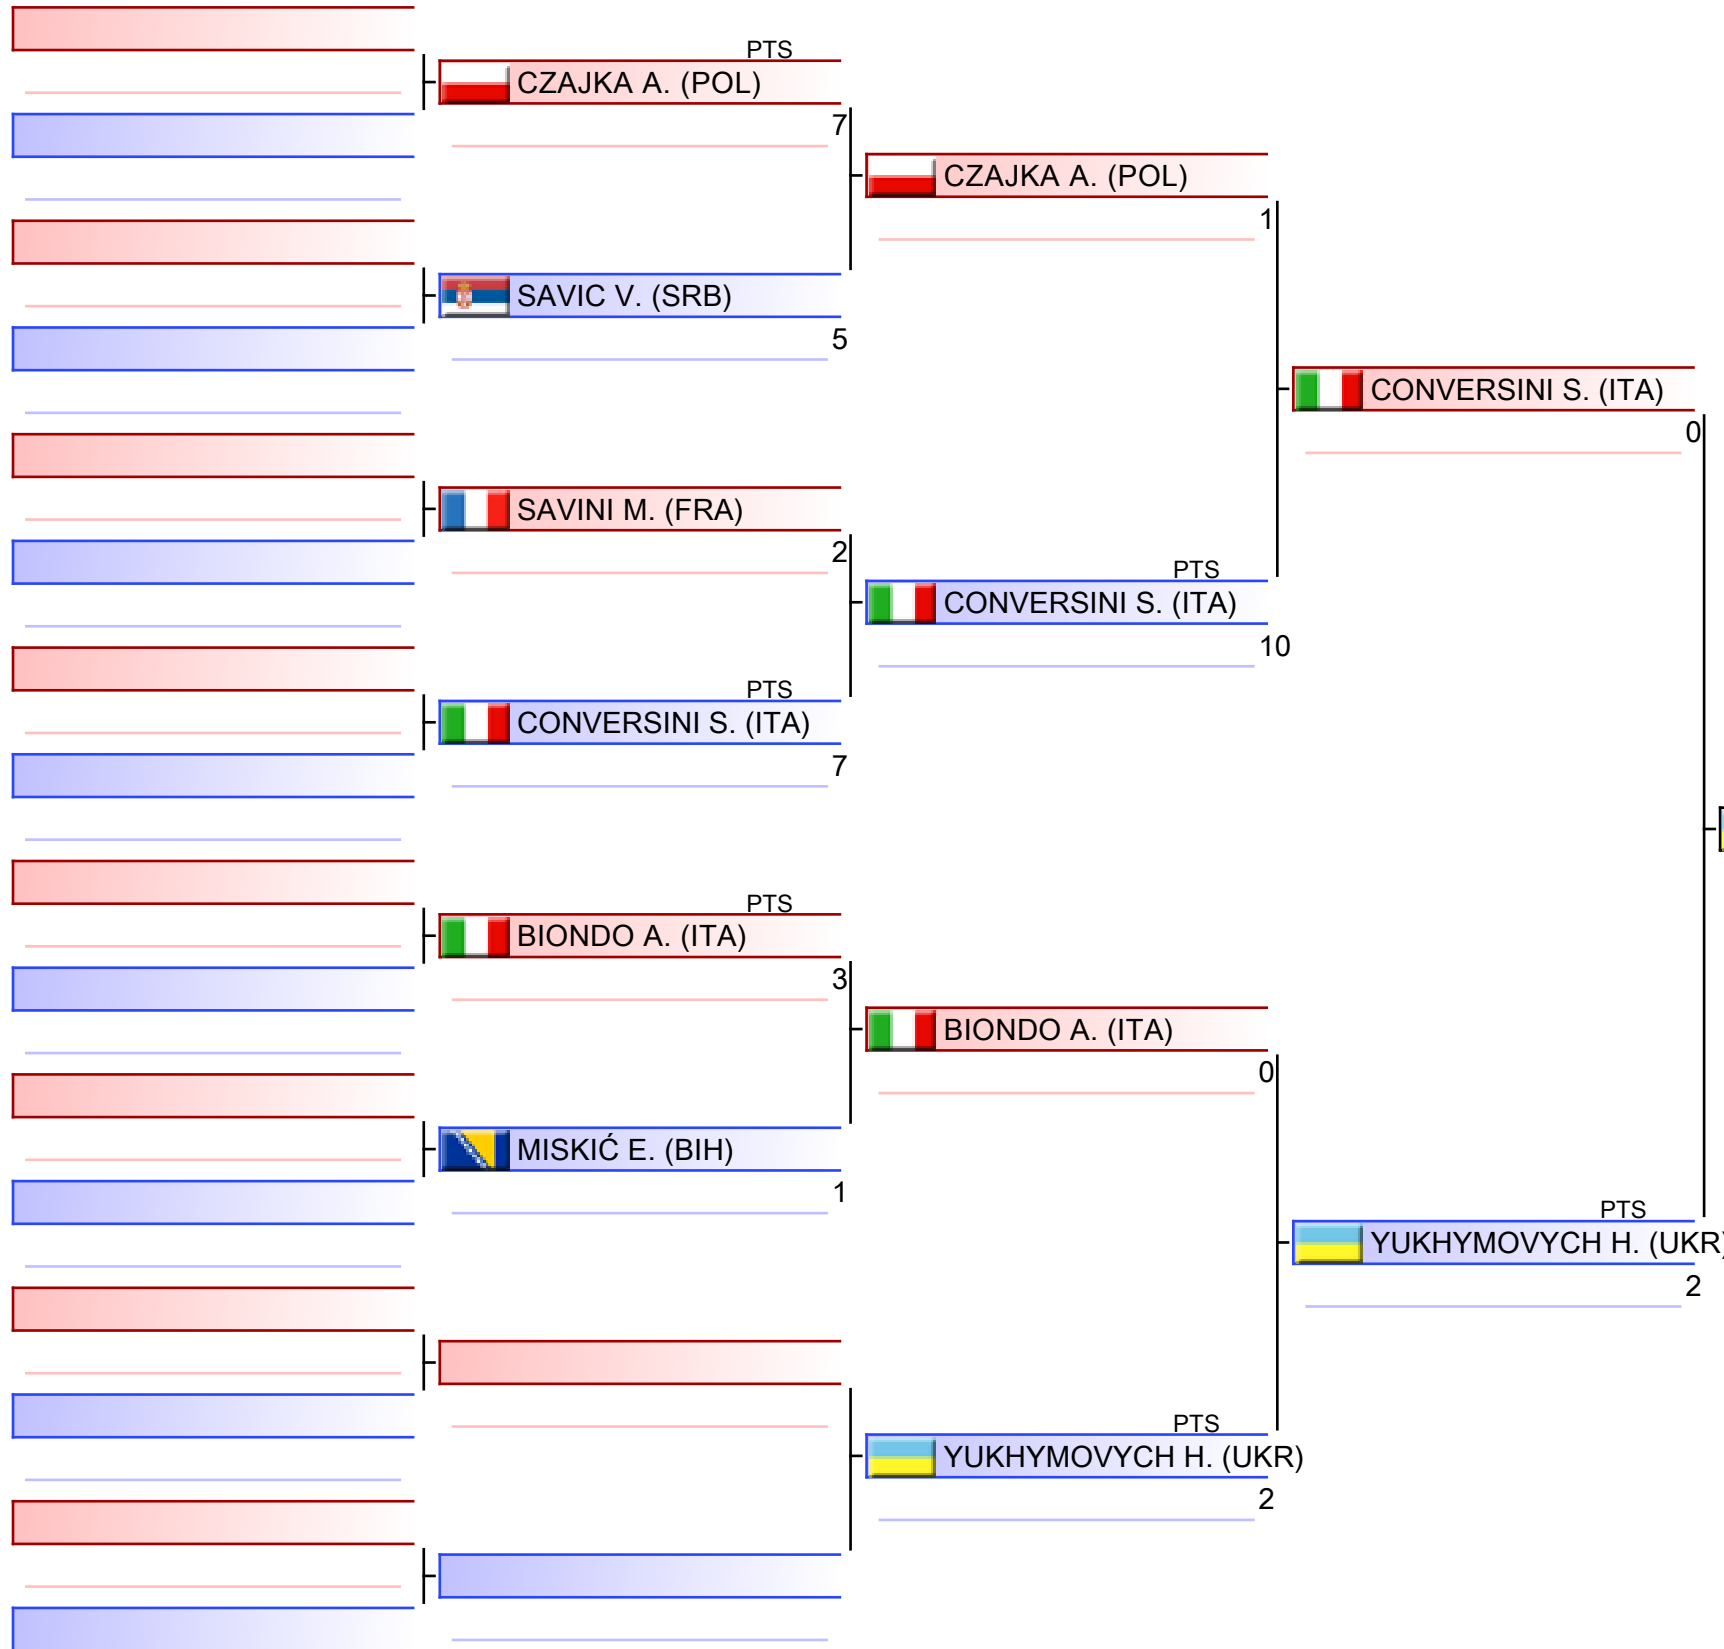 PTS
CZAJKA A. (POL)
7
CZAJKA A. (POL)
1
SAVIC V. (SRB)
5
CONVERSINI S. (ITA)
0
SAVINI M. (FRA)
2
PTS
CONVERSINI S. (ITA)
10
PTS
CONVERSINI S. (ITA)
7
PTS
BIONDO A. (ITA)
3
BIONDO A. (ITA)
0
MISKIĆ E. (BIH)
1
PTS
YUKHYMOVYCH H. (UKR)
2
PTS
YUKHYMOVYCH H. (UKR)
2